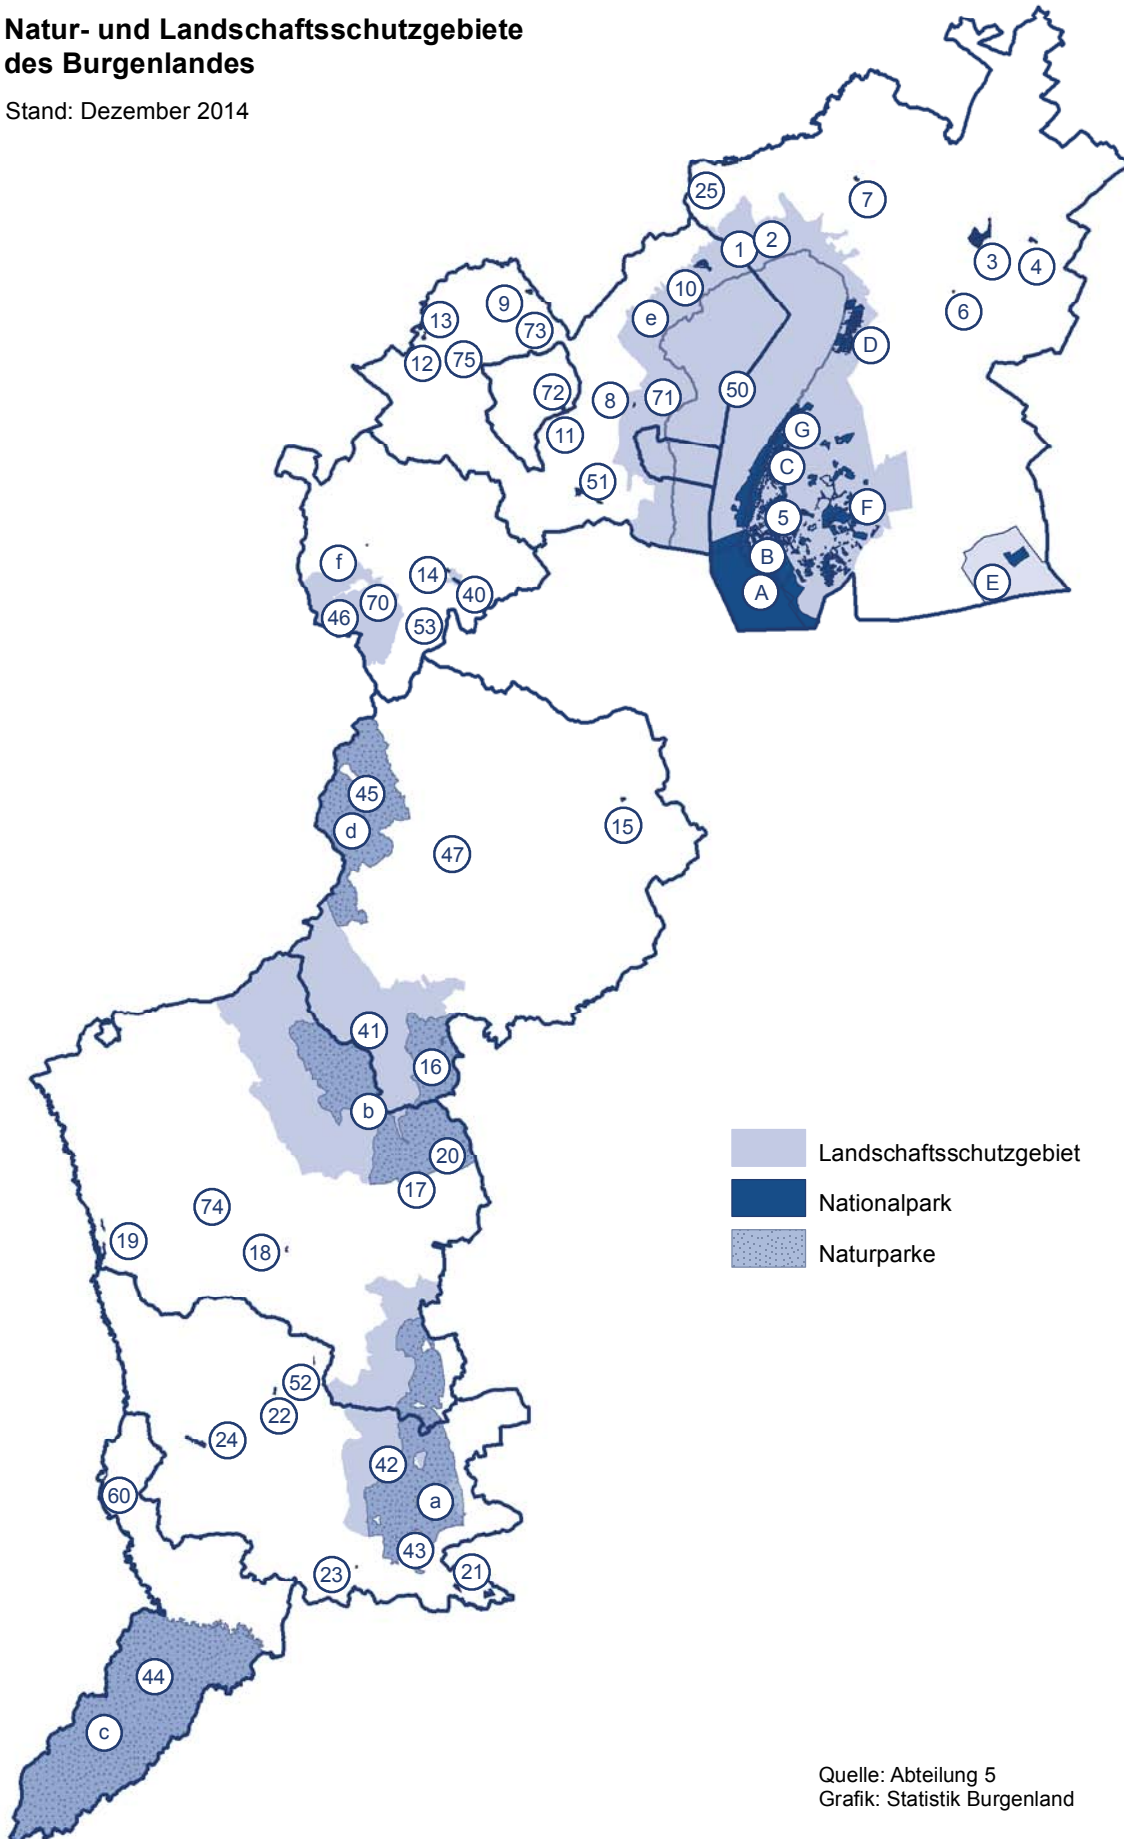 Natur- und Landschaftsschutzgebiete
des Burgenlandes
Stand: Dezember 2014
25
7
2
1
3
4
10
9
6
e
13
73
D
12
75
72
50
71
8
G
11
C
51
F
5
B
f
14
E
A
40
70
46
53
45
15
d
47
41
16
b
20
17
74
19
18
52
22
24
42
60
a
43
21
23
44
c
Landschaftsschutzgebiet
Nationalpark
Naturparke
Quelle: Abteilung 5
Grafik: Statistik Burgenland